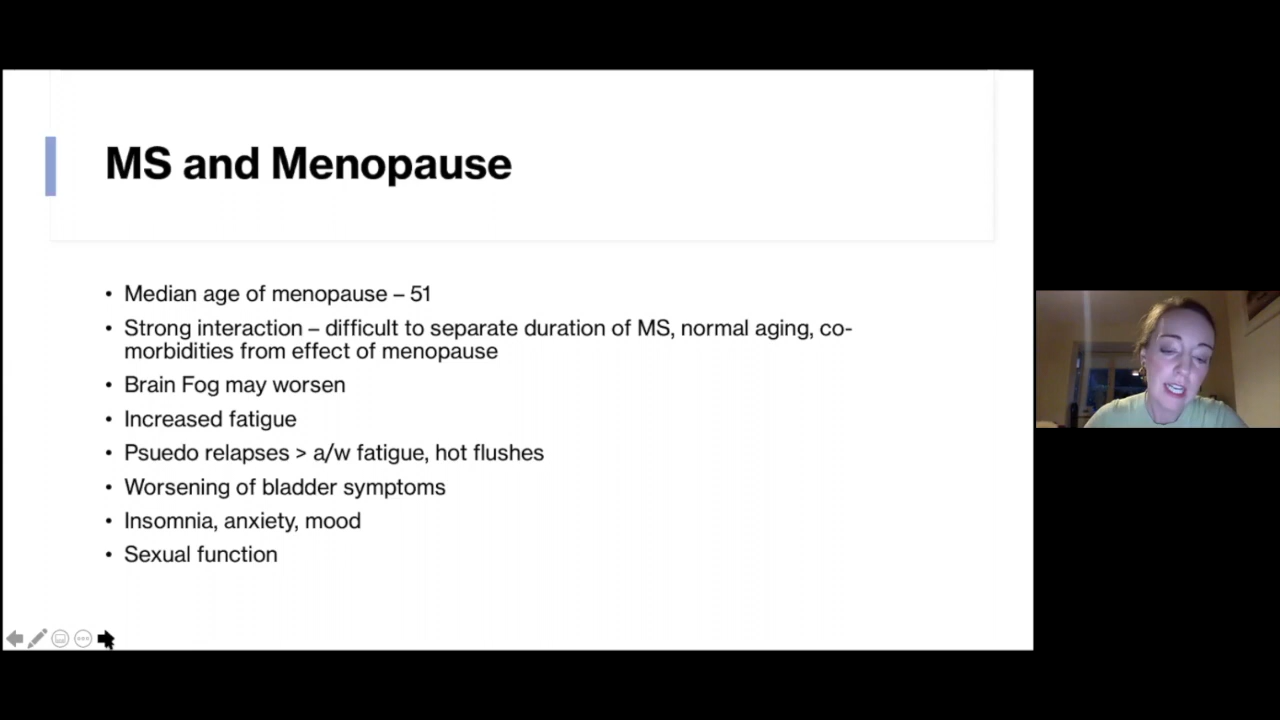 MS and Menopause
• Median age of menopause – 51
• Strong interaction – difficult to separate duration of MS, normal aging, co-
morbidities from effect of menopause
• Brain Fog may worsen
• Increased fatigue
• Psuedo relapses > a/w fatigue, hot flushes
• Worsening of bladder symptoms
• Insomnia, anxiety, mood
• Sexual function